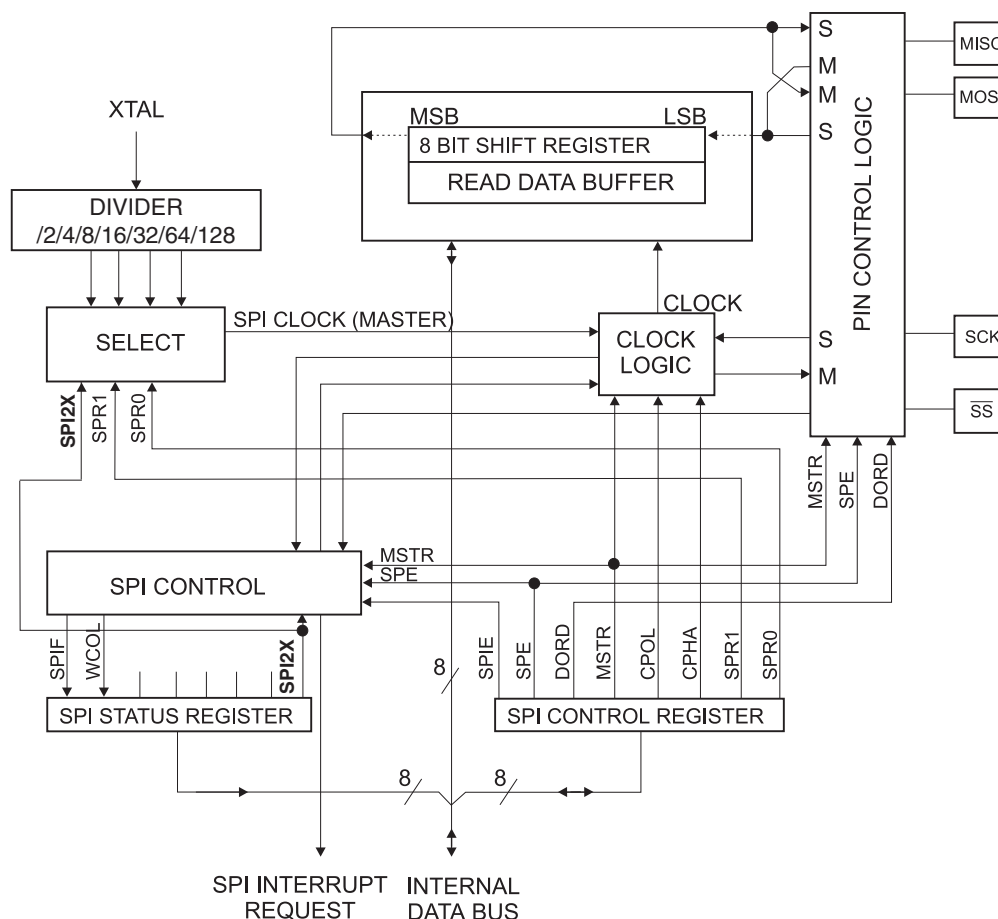 S
MISO
M
MOSI
M
XTAL
MSB
LSB
S
8 BIT SHIFT REGISTER
READ DATA BUFFER
DIVIDER
/2/4/8/16/32/64/128
PIN CONTROL LOGIC
SPI CLOCK (MASTER)
CLOCK
SELECT
CLOCK
LOGIC
S
SCK
M
SPI2X
SPR1
SPR0
SS
MSTR
SPE
DORD
MSTR
SPE
SPI CONTROL
SPIF
WCOL
SPI2X
8
SPIE
SPE
DORD
MSTR
CPOL
CPHA
SPR1
SPR0
SPI STATUS REGISTER
SPI CONTROL REGISTER
8
8
SPI INTERRUPT
REQUEST
INTERNAL
DATA BUS